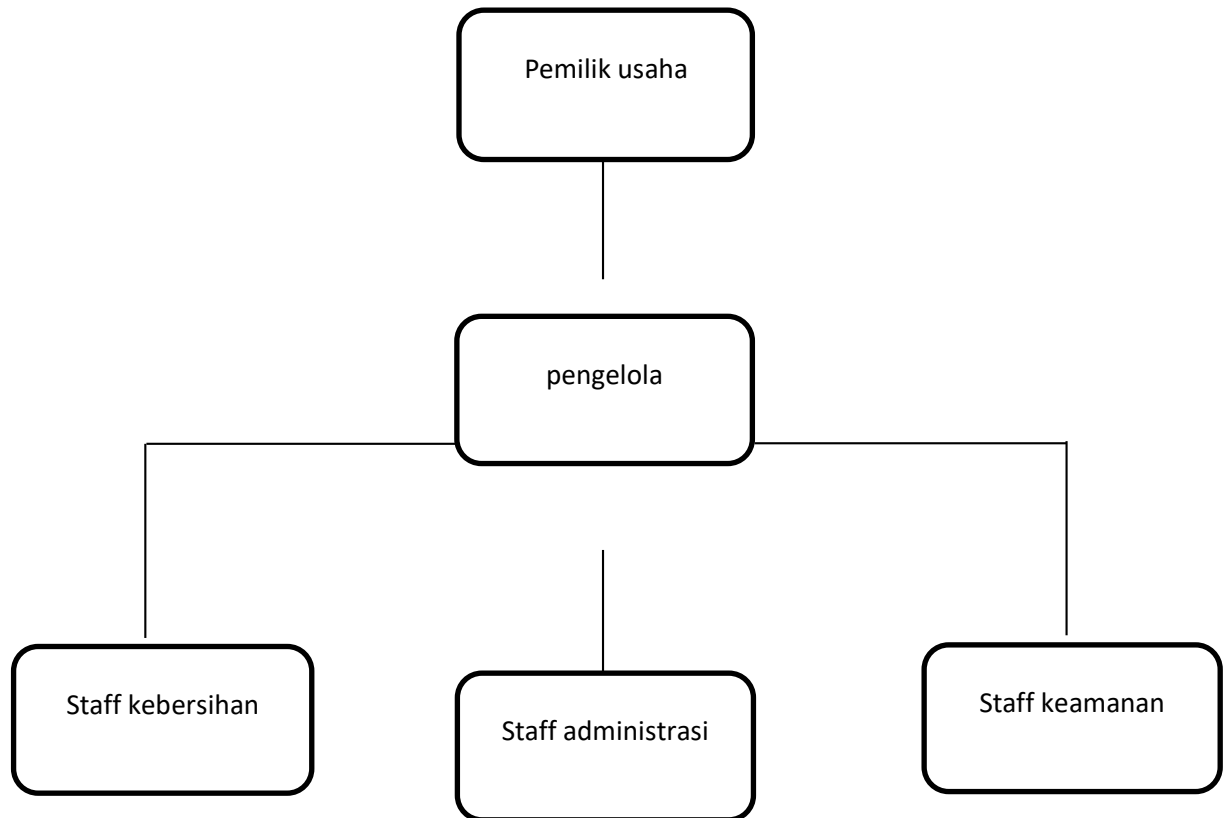 Pemilik usaha
pengelola
Staff kebersihan
Staff administrasi
Staff keamanan